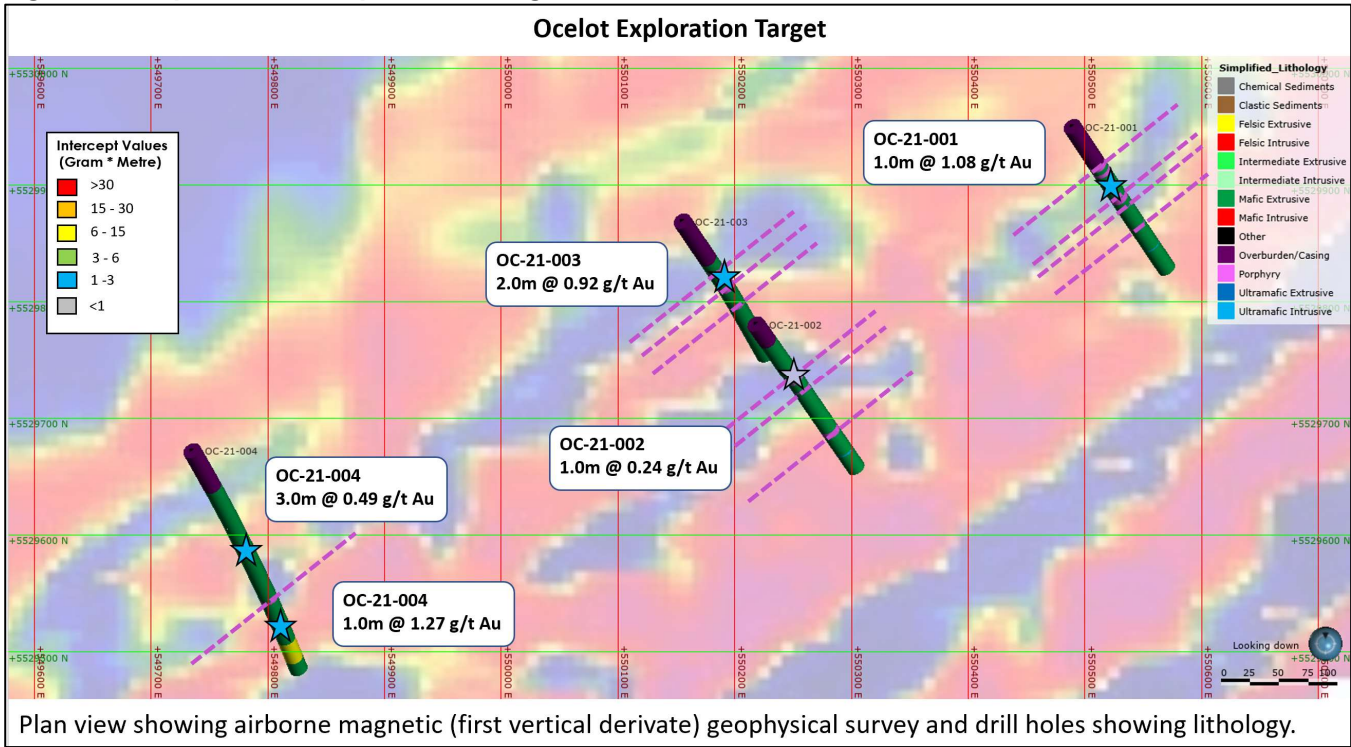 Ocelot Exploration Target
+549600 E
+549700 E
+549800 E
+549900 E
+550000 E
+550100 E
+550200 E
+550300 E
+550400 E
Simplified_Lithology
Chemical Sediments
Clastic Sediments
Felsic Extrusive
Felsic Intrusive
Intermediate Extrusive
Intermediate Intrusive
Mafic Extrusive
Mafic Intrusive
Other
Overburden/Casing
Porphyry
Ultramafic Extrusive
Ultramafic Intrusive
Intercept Values
(Gram * Metre)
>30
15 - 30
6 - 15
3 - 6
1 -3
<1
OC-21-001
1.0m @ 1.08 g/t Au
OC-21-001
OC-21-003
OC-21-003
2.0m @ 0.92 g/t Au
OC-21-002
+5529700 N
+5529700 N
OC-21-002
1.0m @ 0.24 g/t Au
OC-21-004
OC-21-004
3.0m @ 0.49 g/t Au
+5529600 N
+5529600 N
OC-21-004
1.0m @ 1.27 g/t Au
Looking down
0 25 50 75 100
Plan view showing airborne magnetic (first vertical derivate) geophysical survey and drill holes showing lithology.